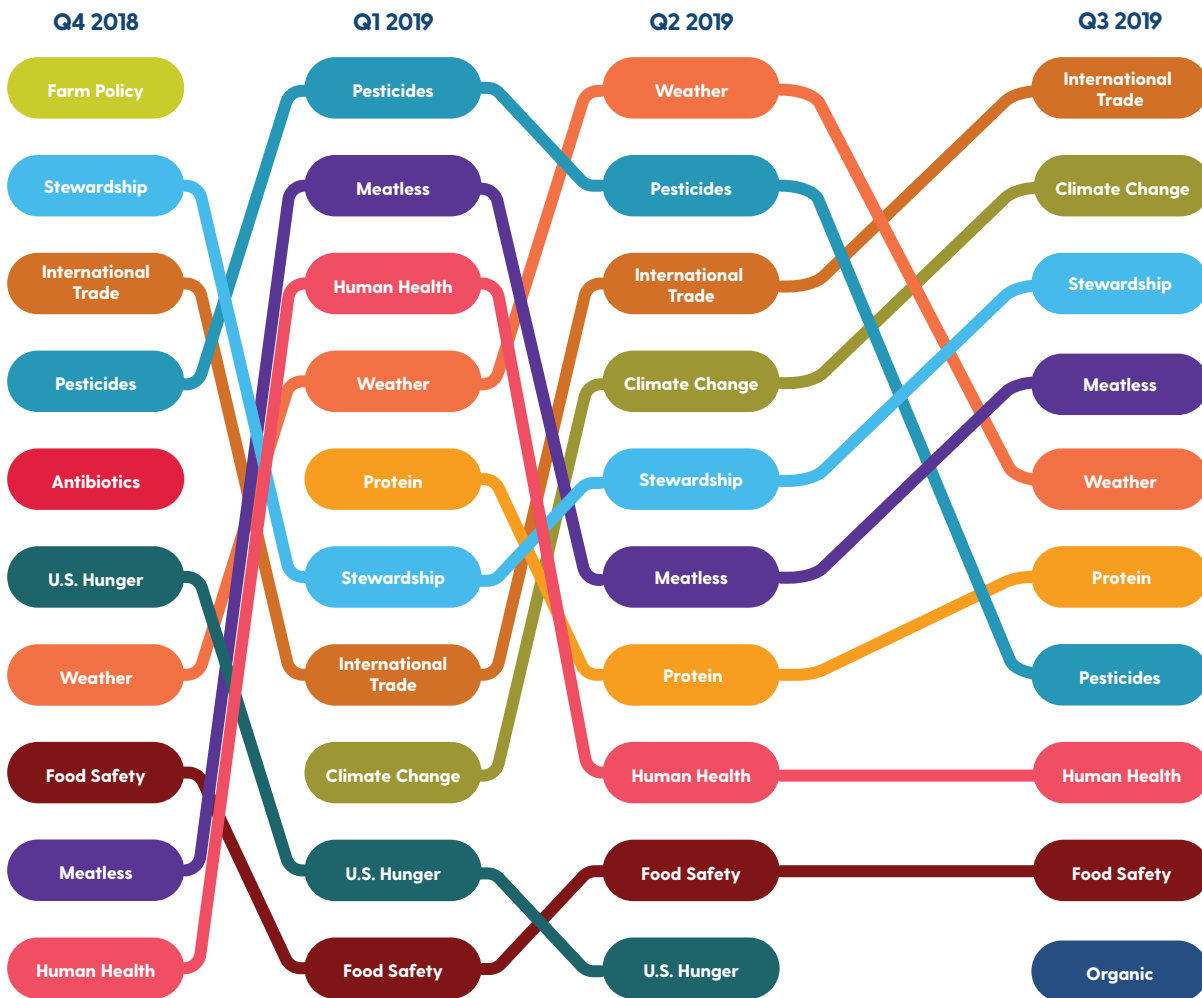 Q4 2018
Q1 2019
Q2 2019
Q3 2019
Farm Policy
Pesticides
Weather
International
Trade
Stewardship
Meatless
Pesticides
Climate Change
International
Trade
Human Health
International
Trade
Stewardship
Pesticides
Weather
Climate Change
Meatless
Antibiotics
Protein
Stewardship
Weather
U.S. Hunger
Stewardship
Meatless
Protein
Weather
International
Trade
Protein
Pesticides
Food Safety
Climate Change
Human Health
Human Health
Meatless
U.S. Hunger
Food Safety
Food Safety
Human Health
Food Safety
U.S. Hunger
Organic